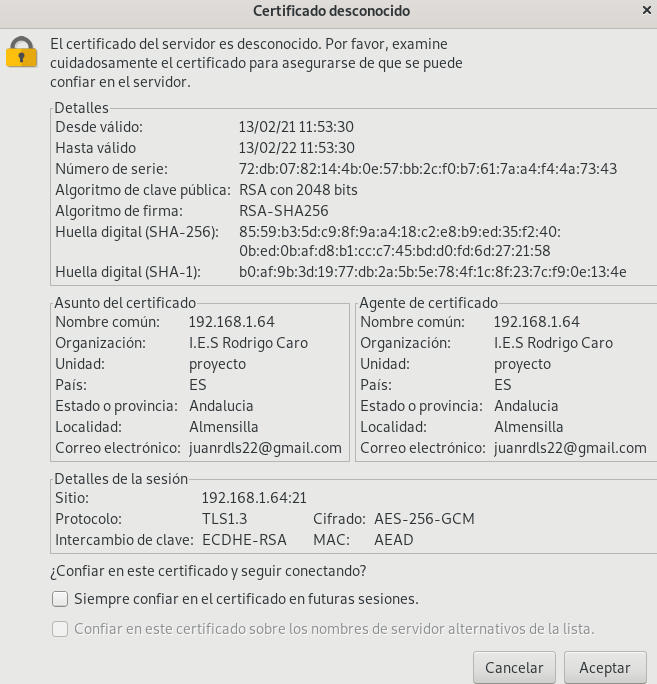 Certificado desconocido
El certificado del servidor es desconocido. Por favor, examine
cuidadosamente el certificado para asegurarse de que se puede
confiar en el servidor.
Detalles
Desde válido: 13/02/21 11:53:30
Hasta válido 13/02/22 11:53:30
Número de serie: 72:db:07:82:14:4b:0e:57:bb:2c:f0:b7:61:7a:a4:f4:4a:73:43
Algoritmo de clave pública: RSA con 2048 bits
Algoritmo de firma: RSA-SHA256
Huella digital (SHA-256): 85:59:b3:5d:c9:8f:9a:a4:18:c2:e8:b9:ed:35:f2:40:
0b:ed:0b:af:d8:b1:cc:c7:45:bd:d0:fd:6d:27:21:58
Huella digital (SHA-1): b0:af:9b:3d:19:77:db:2a:5b:5e:78:4f:1c:8f:23:7c:f9:0e:13:4e
Asunto del certificado
Nombre común: 192.168.1.64
Organización: I.E.S Rodrigo Caro
Unidad: proyecto
País: ES
Estado o provincia: Andalucia
Localidad: Almensilla
Correo electrónico: juanrdls22@gmail.com
Agente de certificado
Nombre común: 192.168.1.64
Organización: I.E.S Rodrigo Caro
Unidad: proyecto
País: ES
Estado o provincia: Andalucia
Localidad: Almensilla
Correo electrónico: juanrdls22@gmail.com
Detalles de la sesión
Sitio: 192.168.1.64:21
Protocolo: TLS1.3 Cifrado: AES-256-GCM
Intercambio de clave: ECDHE-RSA MAC: AEAD
¿Confiar en este certificado y seguir conectando?
Siempre confiar en el certificado en futuras sesiones.
Confiar en este certificado sobre los nombres de servidor alternativos de la lista.
Cancelar Aceptar